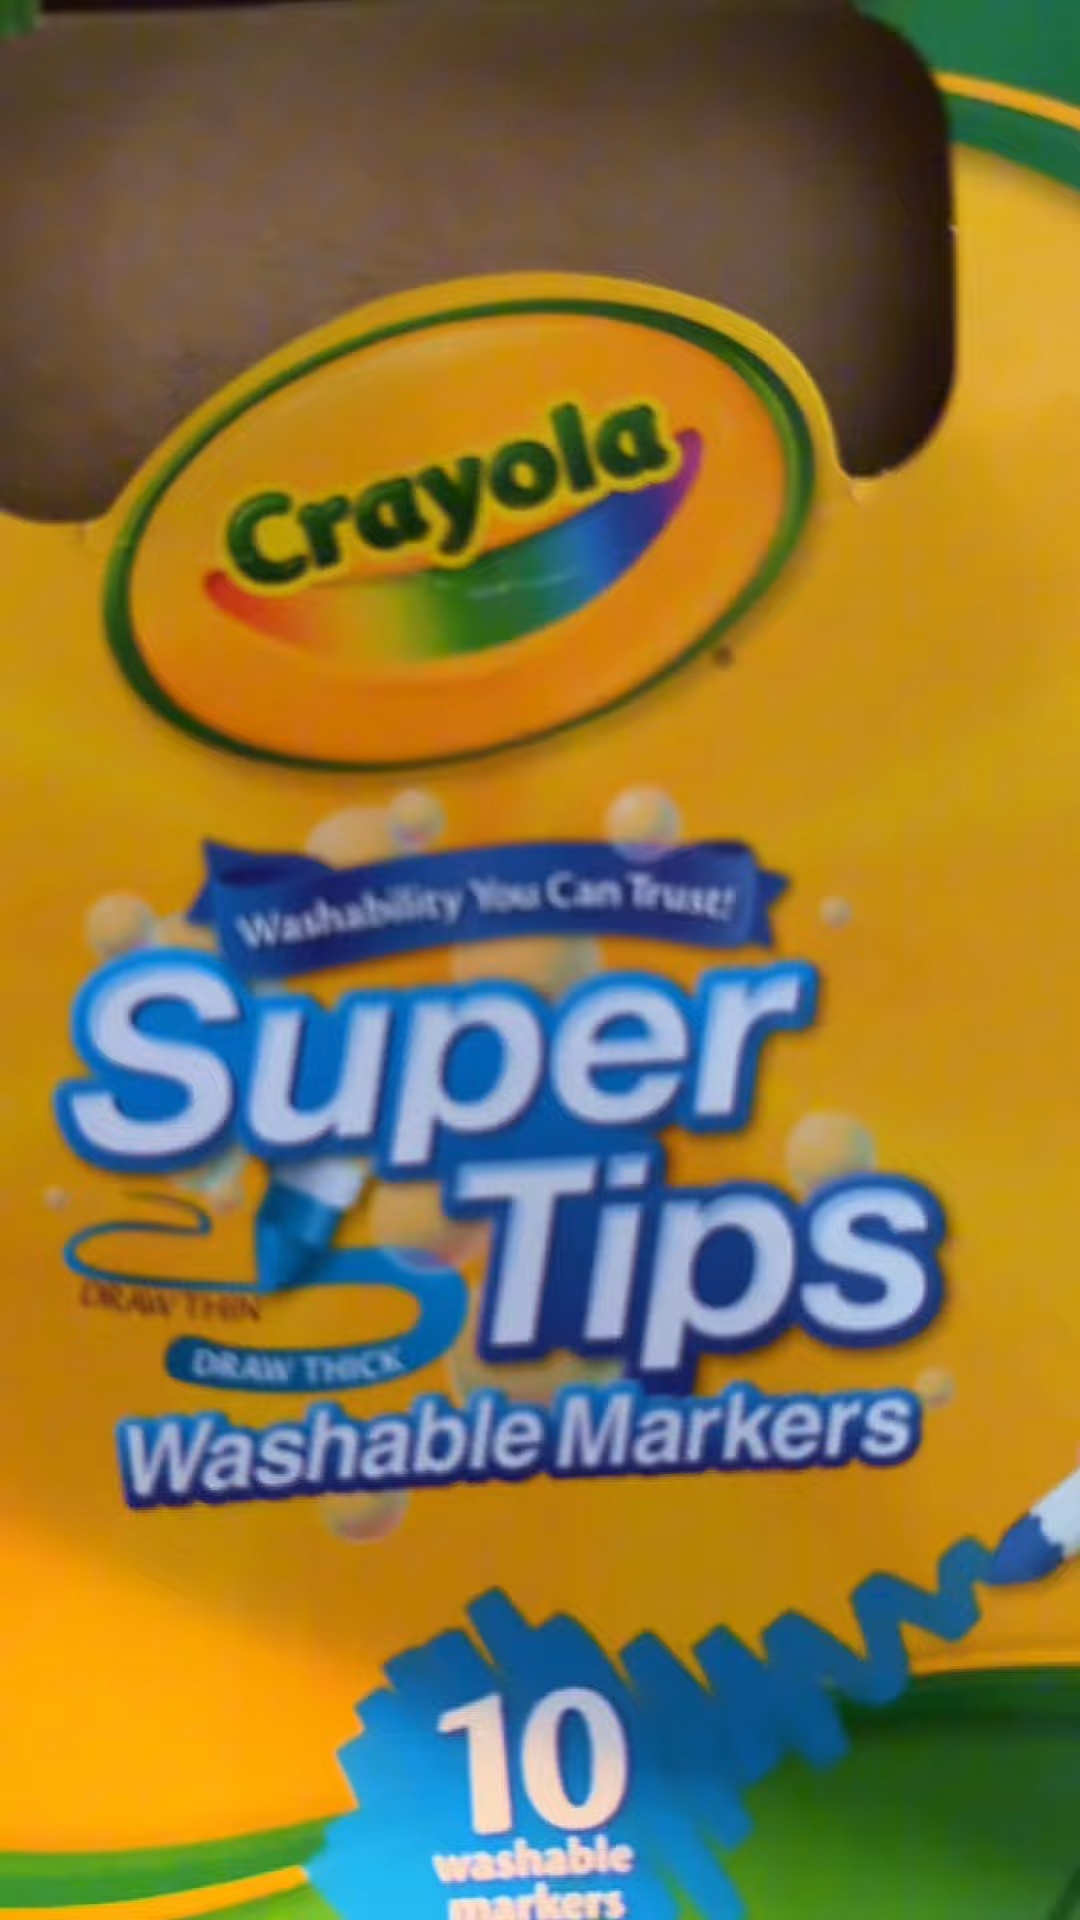 Crayola
Washability You Can Trust!
Super
Tips
DRAW THIN
DRAW THICK
Washable Markers
10
washable
markers